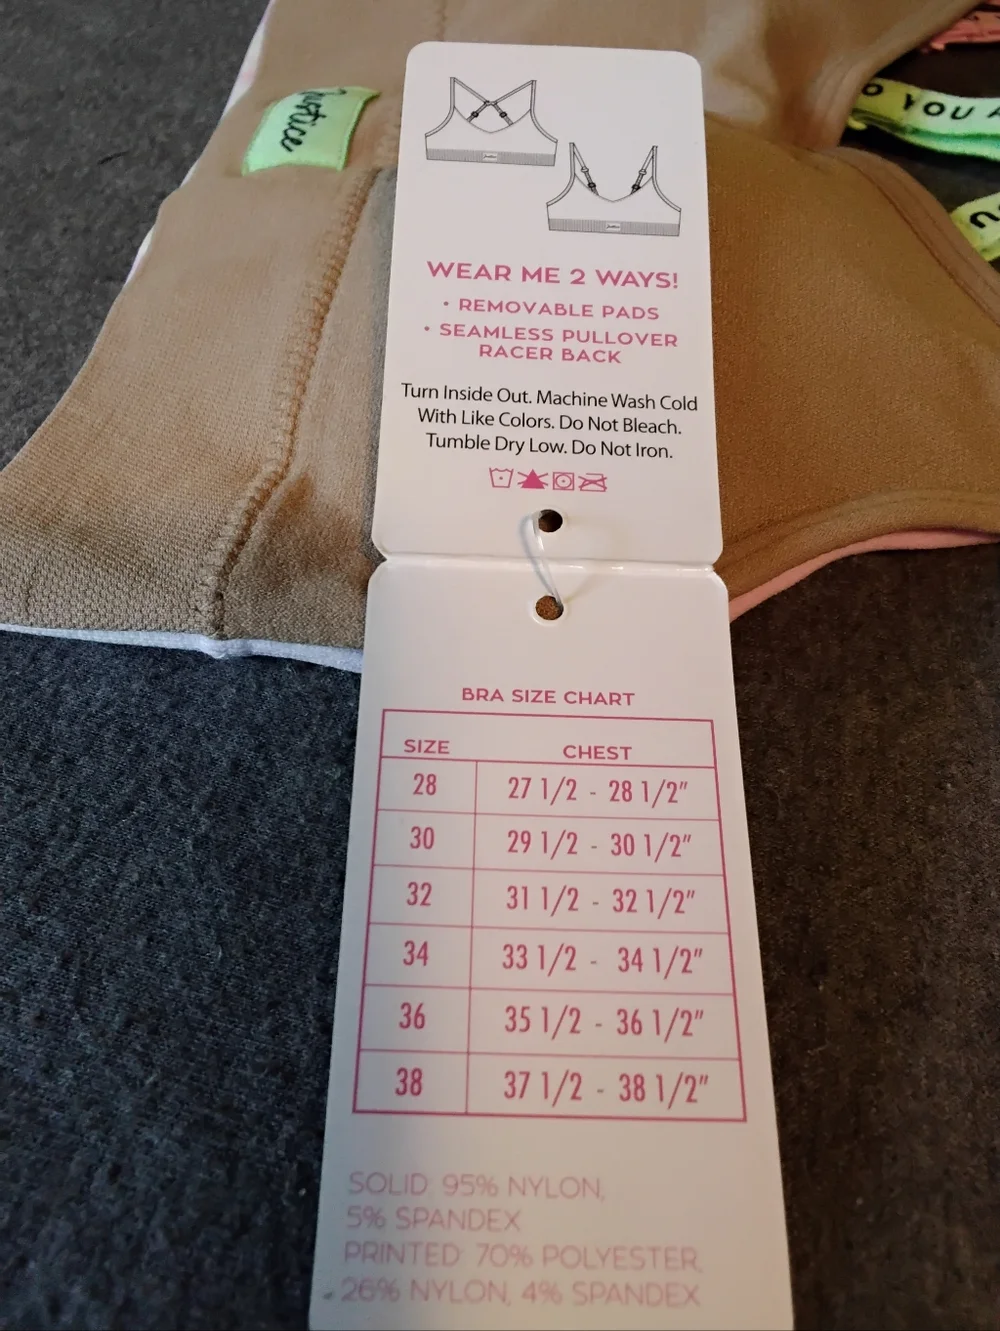 Justice
O YOU
WEAR ME 2 WAYS!
• REMOVABLE PADS
• SEAMLESS PULLOVER
RACER BACK
Turn Inside Out. Machine Wash Cold
With Like Colors. Do Not Bleach.
Tumble Dry Low. Do Not Iron.
BRA SIZE CHART
SIZE CHEST
28 27 1/2 - 28 1/2"
30 29 1/2 - 30 1/2"
32 31 1/2 - 32 1/2"
34 33 1/2 - 34 1/2"
36 35 1/2 - 36 1/2"
38 37 1/2 - 38 1/2"
SOLID: 95% NYLON,
5% SPANDEX
PRINTED: 70% POLYESTER,
26% NYLON, 4% SPANDEX